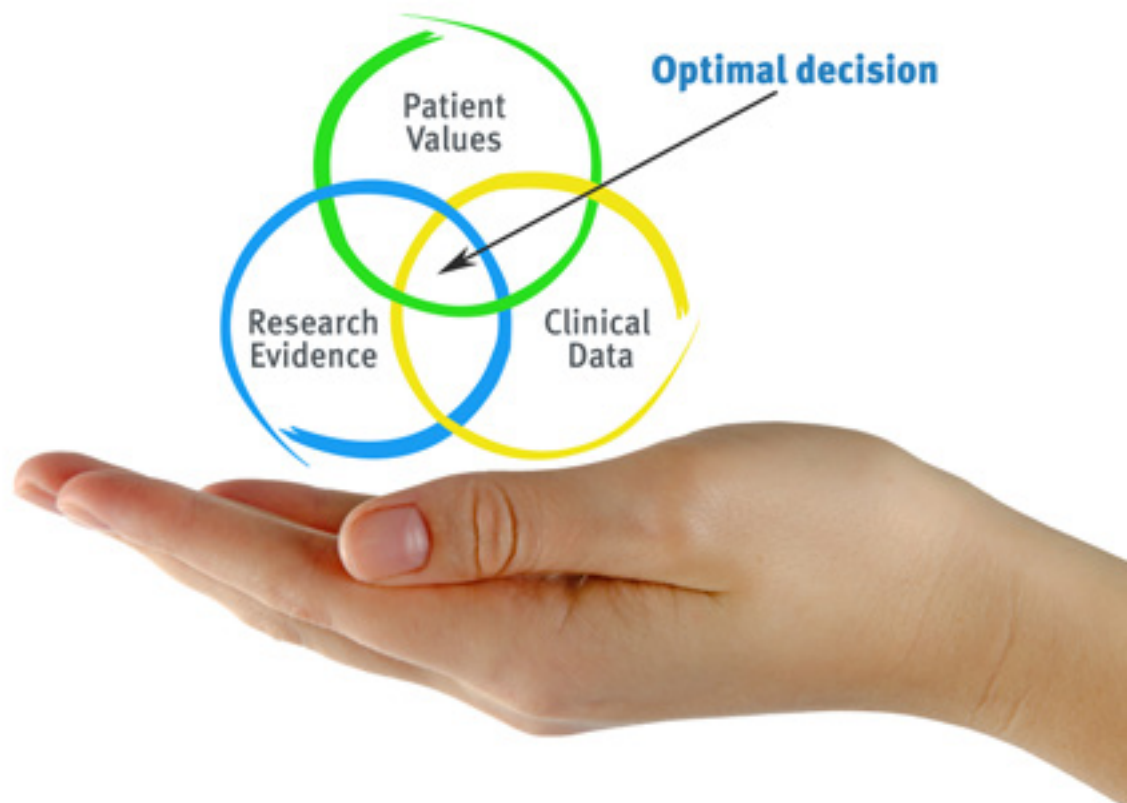 Optimal decision
Patient
Values
Research
Evidence
Clinical
Data